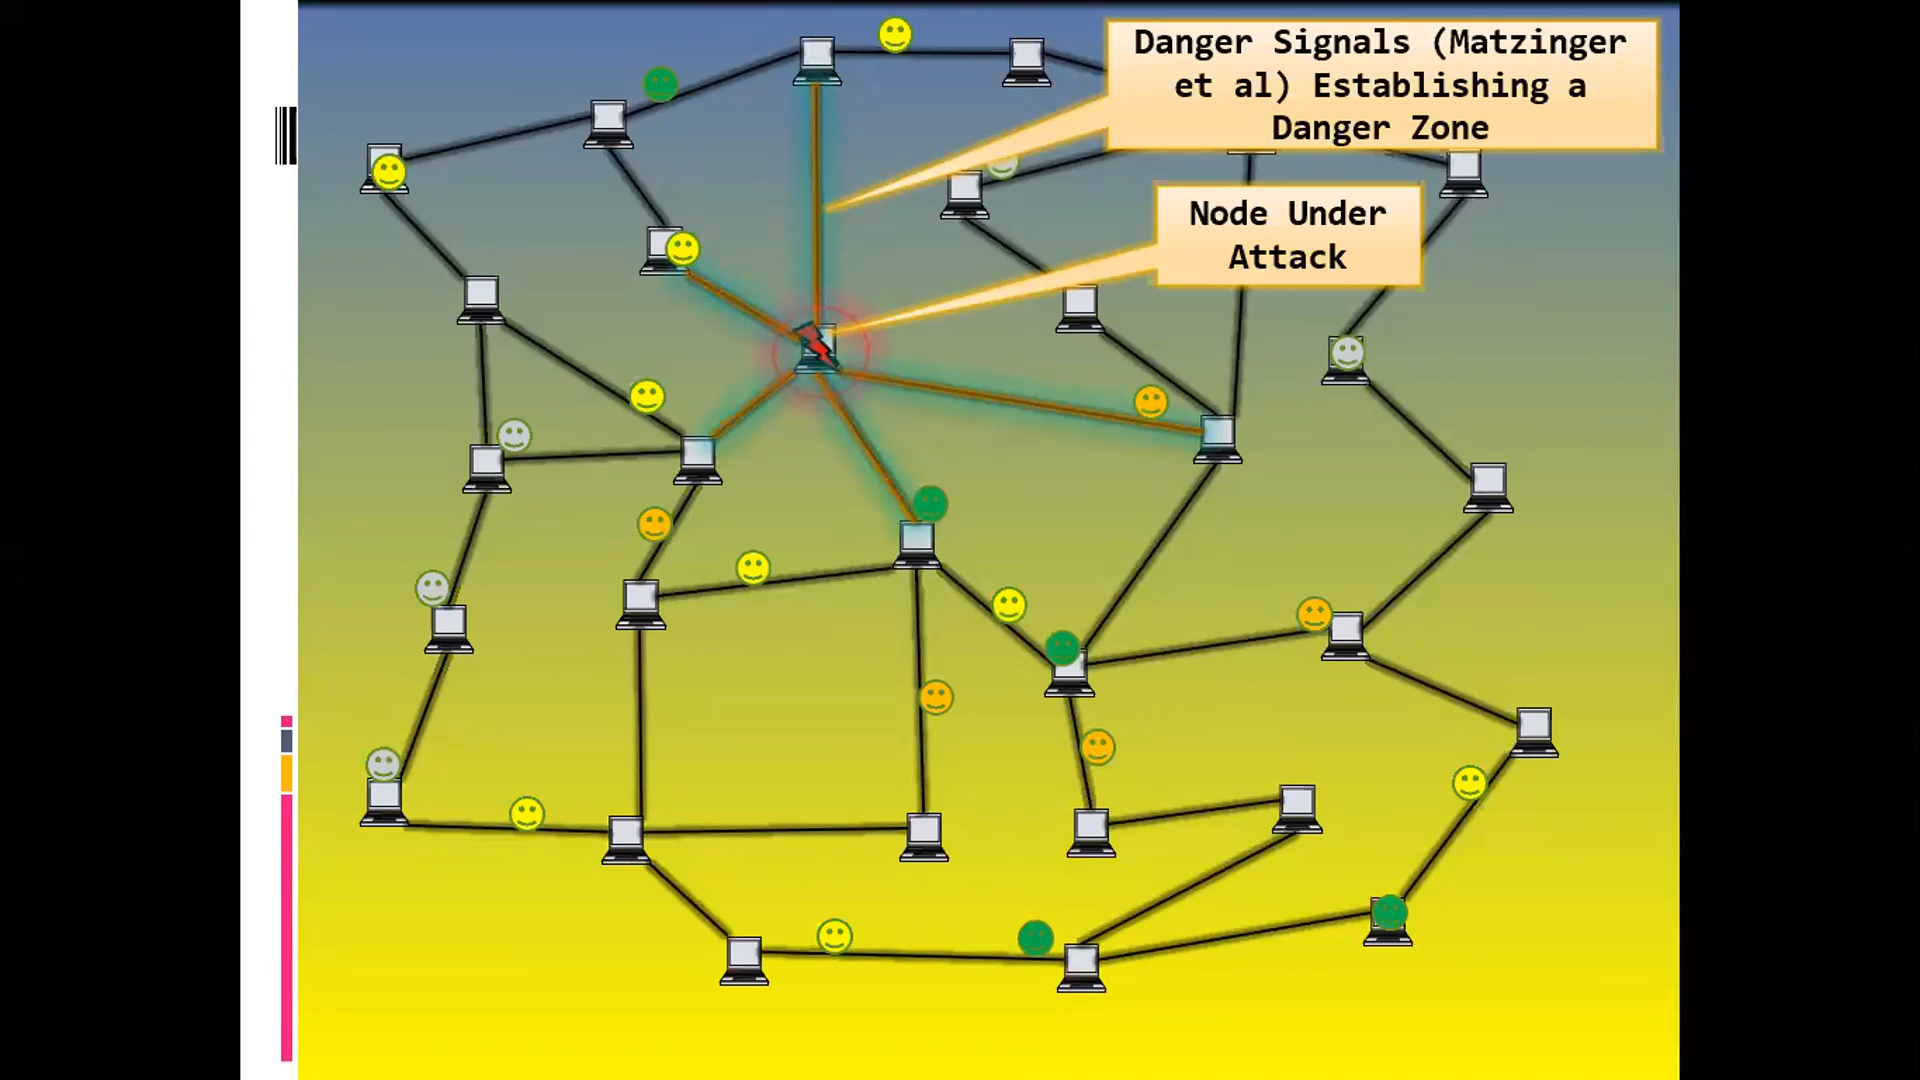 Danger Signals (Matzinger
et al) Establishing a
Danger Zone
Node Under
Attack